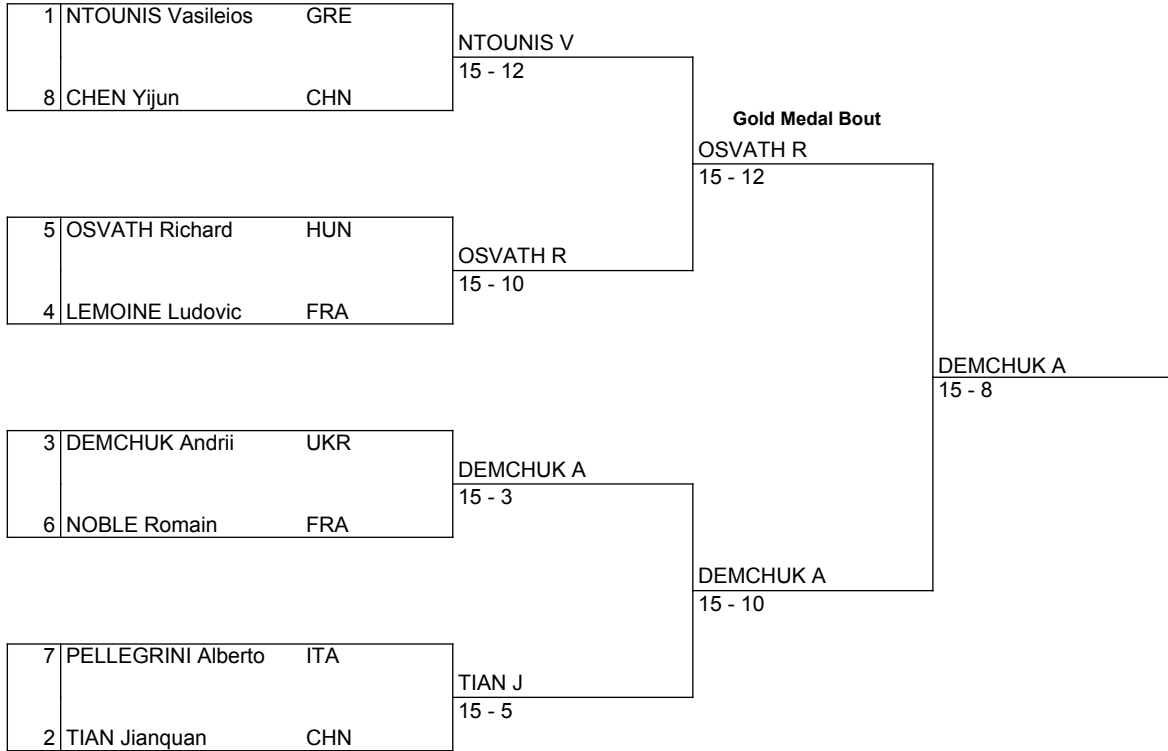 1 NTOUNIS Vasileios GRE
NTOUNIS V
15 - 12
8 CHEN Yijun CHN
Gold Medal Bout
OSVATH R
15 - 12
5 OSVATH Richard HUN
OSVATH R
15 - 10
4 LEMOINE Ludovic FRA
DEMCHUK A
15 - 8
3 DEMCHUK Andrii UKR
DEMCHUK A
15 - 3
6 NOBLE Romain FRA
DEMCHUK A
15 - 10
7 PELLEGRINI Alberto ITA
TIAN J
15 - 5
2 TIAN Jianquan CHN